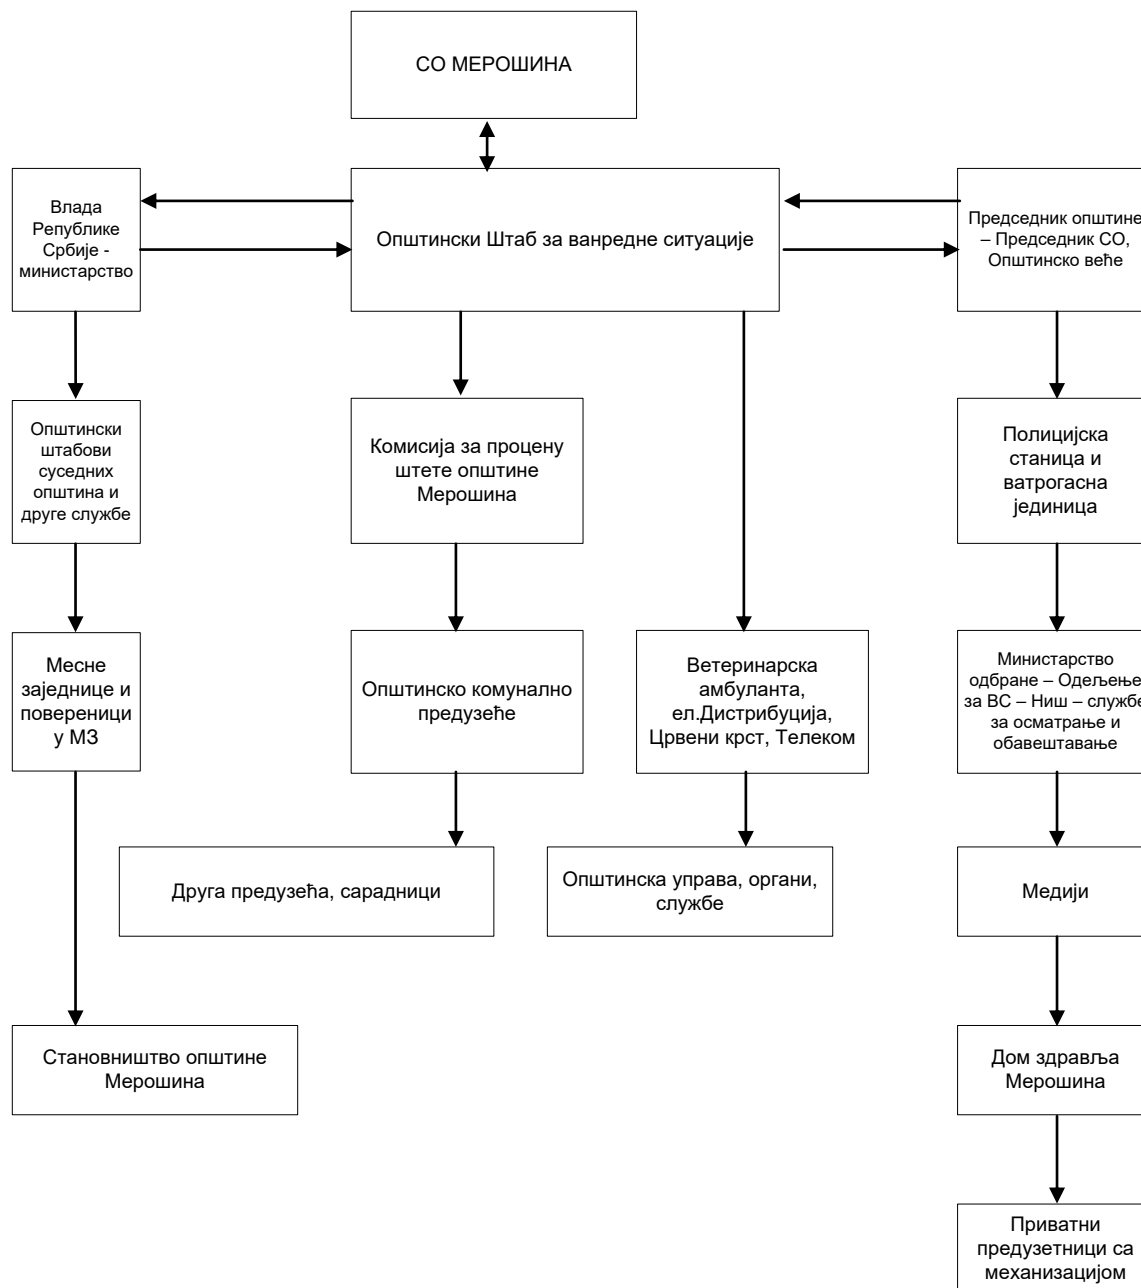 СО МЕРОШИНА
Влада
Републике
Србије -
министарство
Општински Штаб за ванредне ситуације
Председник општине
– Председник СО,
Општинско веће
Општински
штабови
суседних
општина и
друге службе
Комисија за процену
штете општине
Мерошина
Полицијска
станица и
ватрогасна
јединица
Месне
заједнице и
повереници
у МЗ
Општинско комунално
предузеће
Ветеринарска
амбуланта,
ел.Дистрибуција,
Црвени крст, Телеком
Министарство
одбране – Одељење
за ВС – Ниш – службе
за осматрање и
обавештавање
Друга предузећа, сарадници
Општинска управа, органи,
службе
Медији
Становништво општине
Мерошина
Дом здравља
Мерошина
Приватни
предузетници са
механизацијом